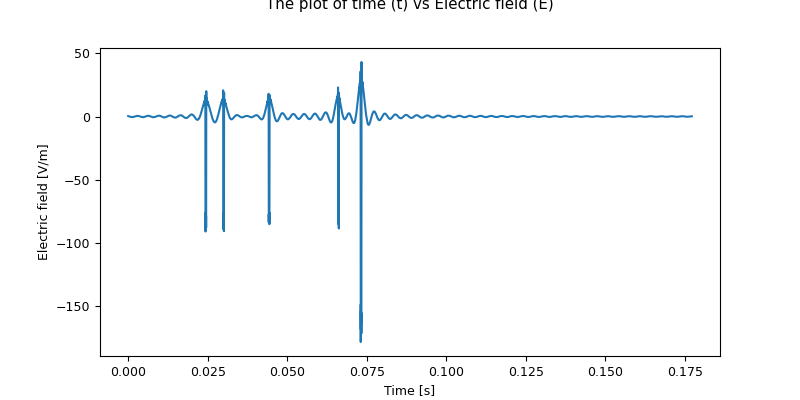 The plot of time (t) vs Electric field (E)
50
0
−50
−100
−150
Electric field [V/m]
0.000 0.025 0.050 0.075 0.100 0.125 0.150 0.175
Time [s]